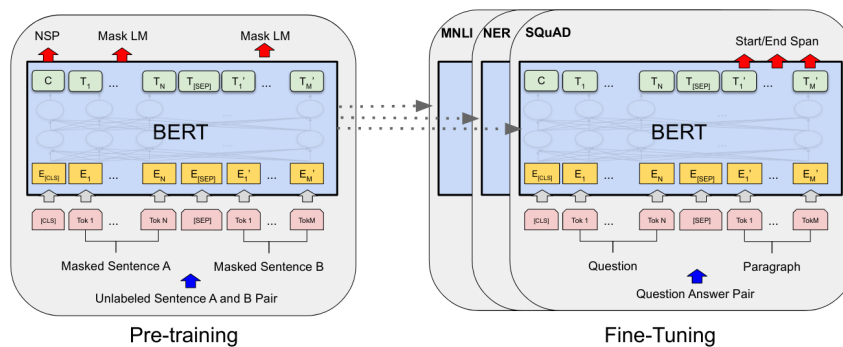 NSP Mask LM Mask LM
C T1 ... TN T[SEP] T1' ... TM'
BERT
E[CLS] E1 ... EN E[SEP] E1' ... EM'
[CLS] Tok 1 ... Tok N [SEP] Tok 1 ... TokM
Masked Sentence A Masked Sentence B
Unlabeled Sentence A and B Pair
Pre-training
MNLI NER SQuAD
Start/End Span
C T1 ... TN T[SEP] T1' ... TM'
BERT
E[CLS] E1 ... EN E[SEP] E1' ... EM'
[CLS] Tok 1 ... Tok N [SEP] Tok 1 ... TokM
Question Paragraph
Question Answer Pair
Fine-Tuning